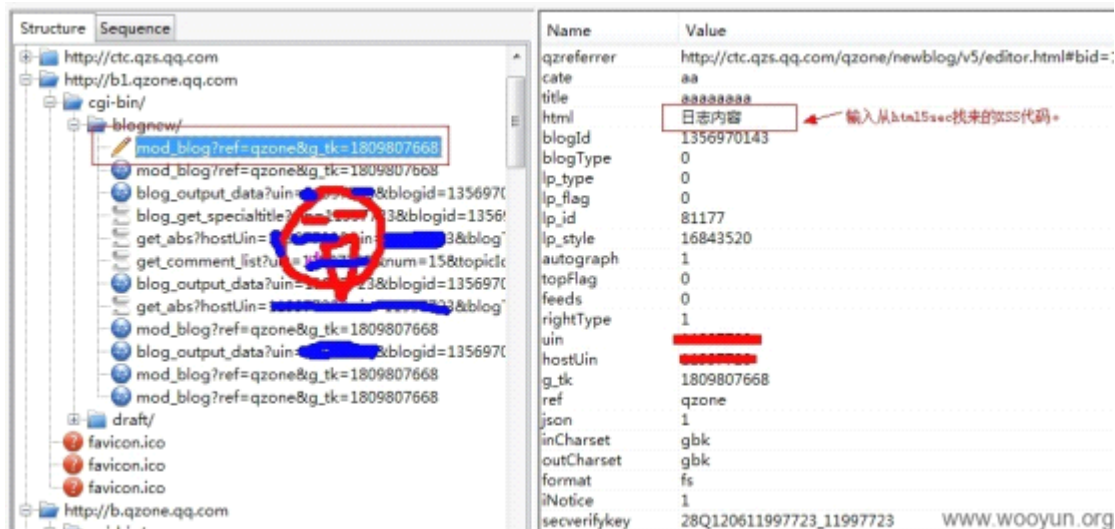 Structure Sequence
http://ctc.qzs.qq.com
http://b1.qzone.qq.com
cgi-bin/
blognew/
mod_blog?ref=qzone&g_tk=1809807668
mod_blog?ref=qzone&g_tk=1809807668
blog_output_data?uin= &blogid=135697(
blog_get_specialtitle?
get_abs?hostUin=
get_comment_list?
blog_output_data?uin= &blogid=135697(
get_abs?hostUin=
mod_blog?ref=qzone&g_tk=1809807668
blog_output_data?uin= &blogid=135697(
mod_blog?ref=qzone&g_tk=1809807668
mod_blog?ref=qzone&g_tk=1809807668
draft/
favicon.ico
favicon.ico
favicon.ico
http://b.qzone.qq.com
Name Value
qzreferrer http://ctc.qzs.qq.com/qzone/newblog/v5/editor.html#bid=1
cate aa
title aaaaaaaa
html 日志内容 输入从html5sec找来的XSS代码。
blogId 1356970143
blogType 0
lp_type 0
lp_flag 0
lp_id 81177
lp_style 16843520
autograph 1
topFlag 0
feeds 0
rightType 1
uin
hostUin
g_tk 1809807668
ref qzone
json 1
inCharset gbk
outCharset gbk
format fs
iNotice 1
secverifykey 28Q120611997723_11997723
www.wooyun.org